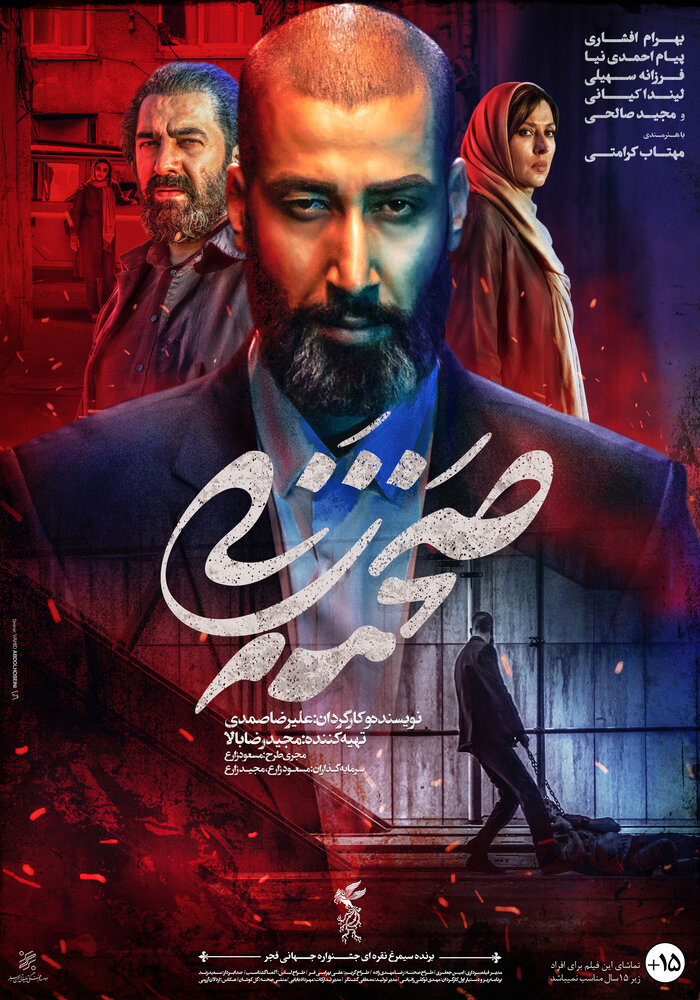 بهرام افشاری
پیام احمدی نیا
فرزانه سهیلی
لیندا کیانی
و مجید صالحی
با هنرمندی
مهتاب کرامتی
صحنه زنی
نویسنده و کارگردان: علیرضا صمدی
تهیه کننده: مجید رضابالا
مجری طرح: مسعود زارع
سرمایه گذاران: مسعود زارع، مجید زارع
VAHID ABDOLHOSEINI
برنده سیمرغ نقره ای جشنواره جهانی فجر
+۱۵
تماشای این فیلم برای افراد
زیر ۱۵ سال مناسب نمیباشد